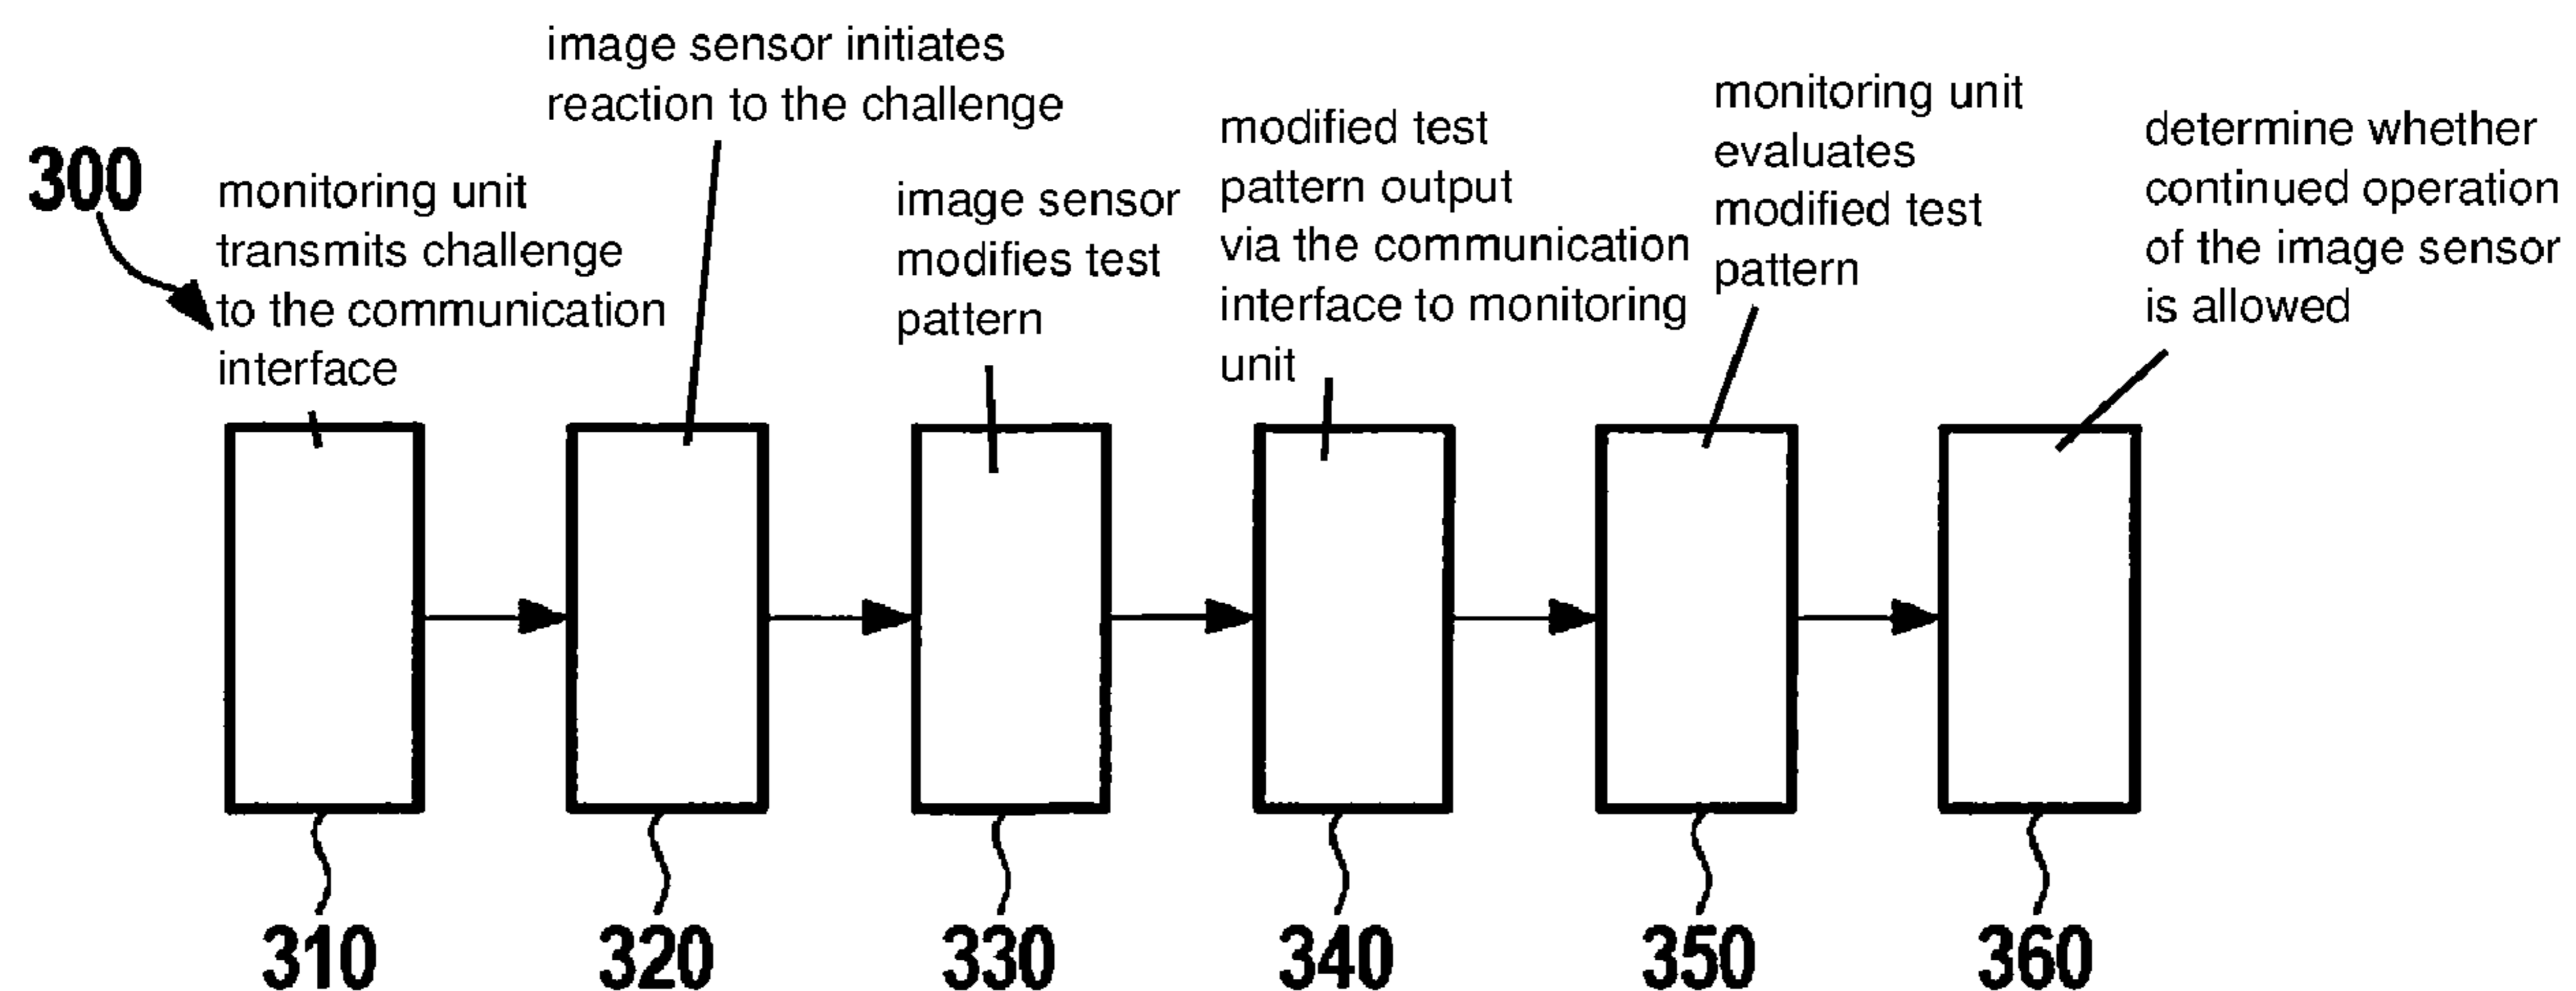 300
monitoring unit
transmits challenge
to the communication
interface
image sensor initiates
reaction to the challenge
image sensor
modifies test
pattern
modified test
pattern output
via the communication
interface to monitoring
unit
monitoring unit
evaluates
modified test
pattern
determine whether
continued operation
of the image sensor
is allowed
310
320
330
340
350
360